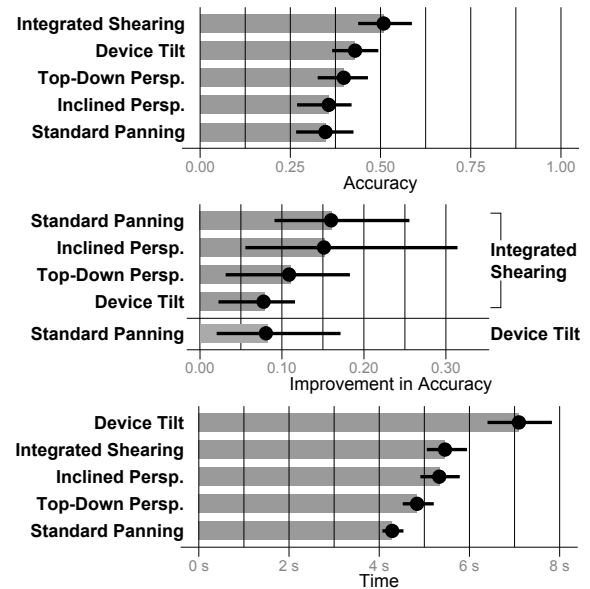 Integrated Shearing
Device Tilt
Top-Down Persp.
Inclined Persp.
Standard Panning
0.00 0.25 0.50 0.75 1.00
Accuracy
Standard Panning
Inclined Persp.
Top-Down Persp.
Device Tilt
Integrated
Shearing
Standard Panning
Device Tilt
0.00 0.10 0.20 0.30
Improvement in Accuracy
Device Tilt
Integrated Shearing
Inclined Persp.
Top-Down Persp.
Standard Panning
0 s 2 s 4 s 6 s 8 s
Time